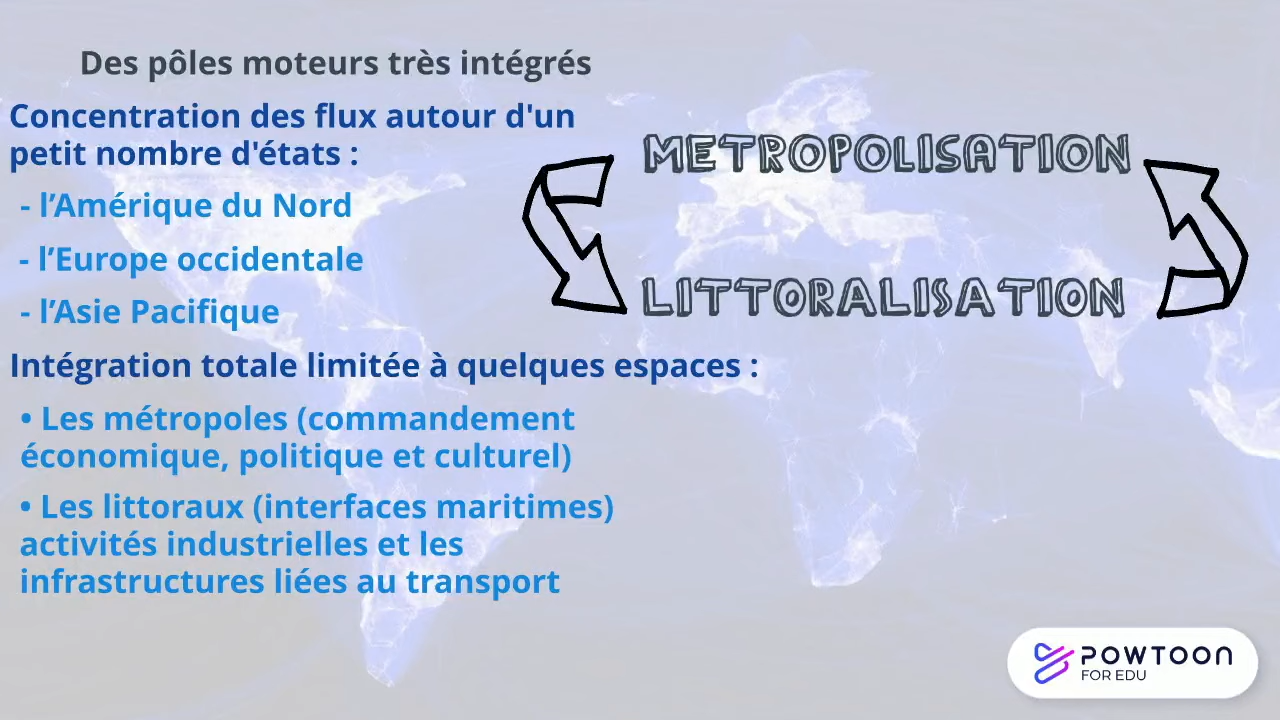 Des pôles moteurs très intégrés
Concentration des flux autour d'un
petit nombre d'états :
- l’Amérique du Nord
- l’Europe occidentale
- l’Asie Pacifique
Intégration totale limitée à quelques espaces :
• Les métropoles (commandement
économique, politique et culturel)
• Les littoraux (interfaces maritimes)
activités industrielles et les
infrastructures liées au transport
METROPOLISATION
LITTORALISATION
POWTOON
FOR EDU